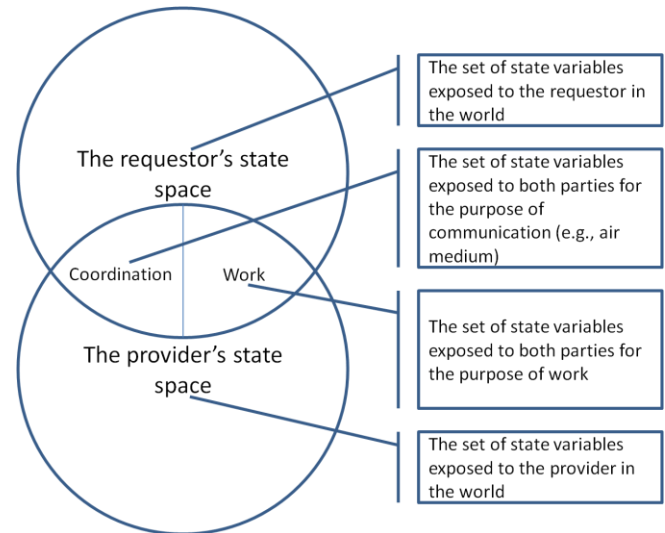 The requestor's state
space
Coordination
Work
The provider's state
space
The set of state variables
exposed to the requestor in
the world
The set of state variables
exposed to both parties for
the purpose of
communication (e.g., air
medium)
The set of state variables
exposed to both parties for
the purpose of work
The set of state variables
exposed to the provider in
the world